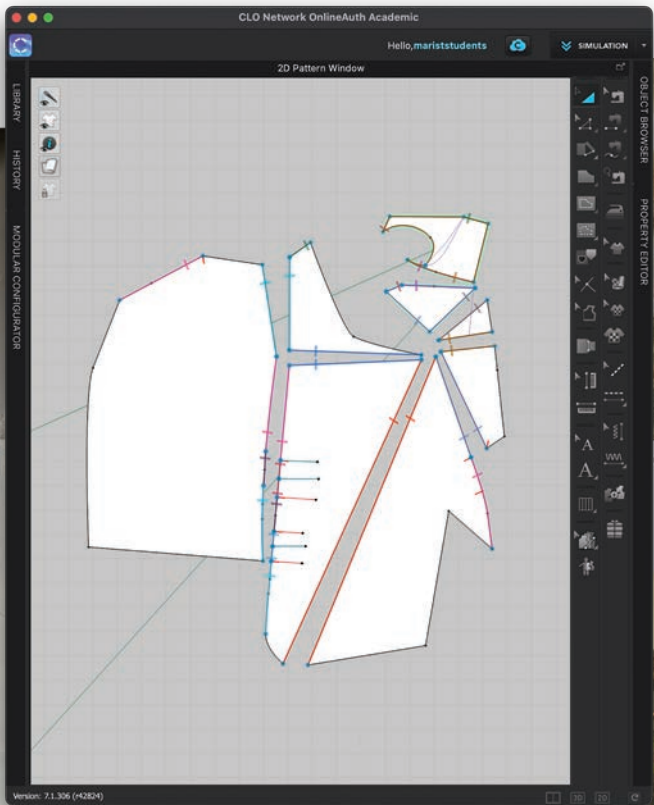 CLO Network OnlineAuth Academic
Hello,mariststudents
SIMULATION
2D Pattern Window
LIBRARY
HISTORY
MODULAR CONFIGURATOR
OBJECT BROWSER
PROPERTY EDITOR
A
A
Version: 7.1.306 (r42824)
3D
2D